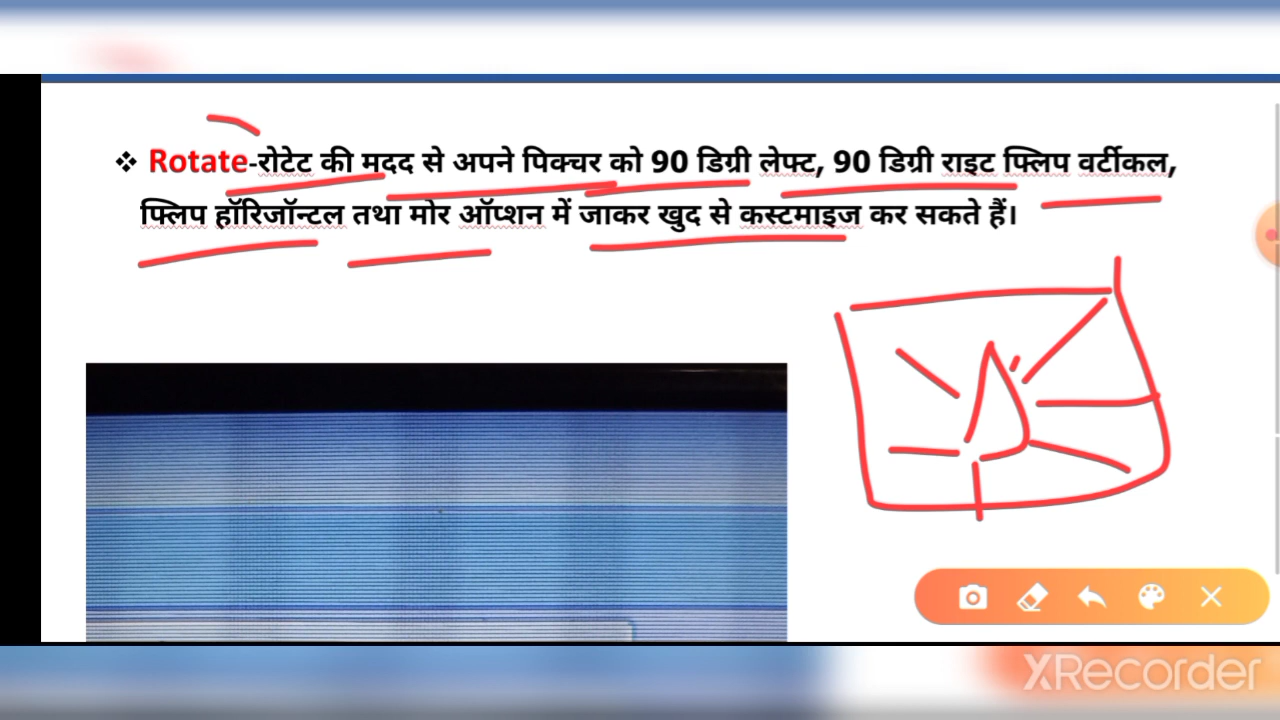 ❖ Rotate-रोटेट की मदद से अपने पिक्चर को 90 डिग्री लेफ्ट, 90 डिग्री राइट फ्लिप वर्टीकल,
फ्लिप हॉरिजॉन्टल तथा मोर ऑप्शन में जाकर खुद से कस्टमाइज कर सकते हैं।
XRecorder